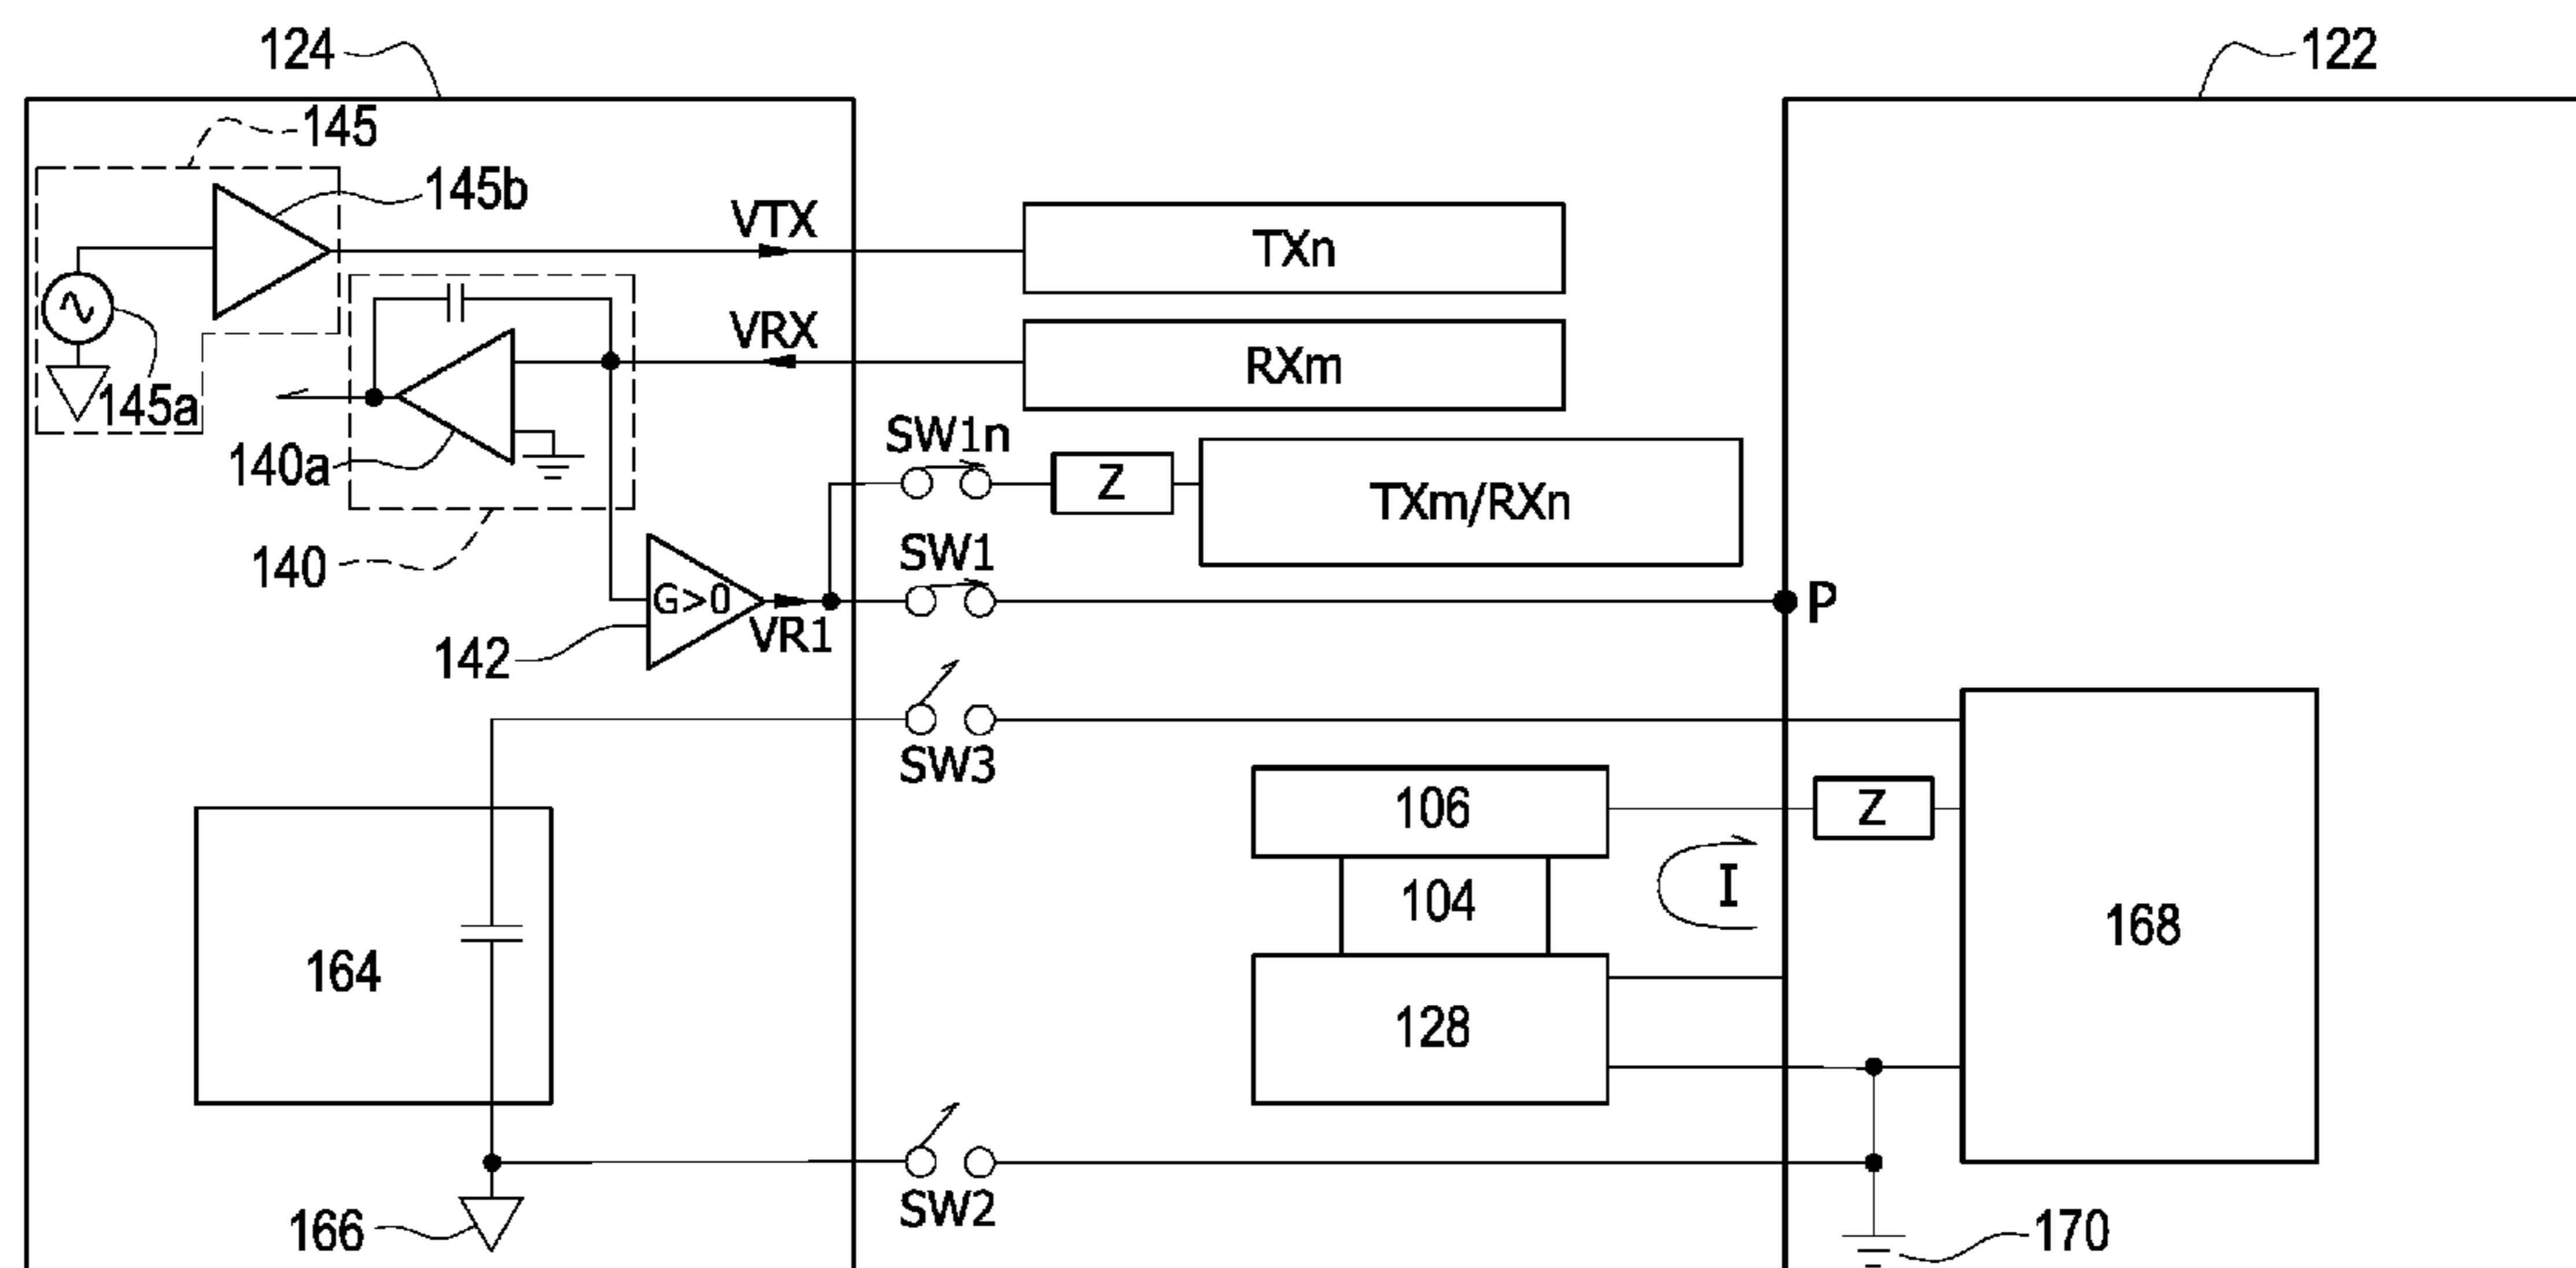 124
122
145
145b
VTX
TXn
VRX
RXm
145a
SW1n
140a
Z
TXm/RXn
SW1
140
G>0
P
VR1
142
SW3
106
Z
I
104
168
164
128
SW2
166
170